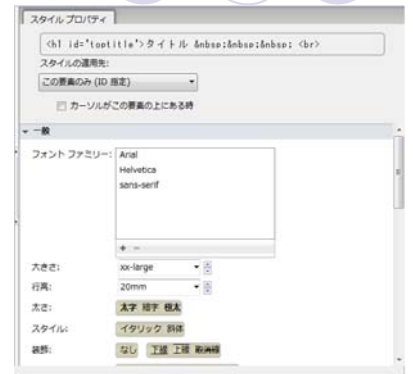 スタイル プロパティ
<h1 id="toptitle">タイトル &nbsp;&nbsp;&nbsp; <br>
スタイルの適用先:
この要素のみ (ID 指定)
カーソルがこの要素の上にある時
一般
フォント ファミリー: Arial
Helvetica
sans-serif
+ −
大きさ: xx-large
行高: 20mm
太さ: 太字 細字 極太
スタイル: イタリック 斜体
装飾: なし 下線 上線 取消線